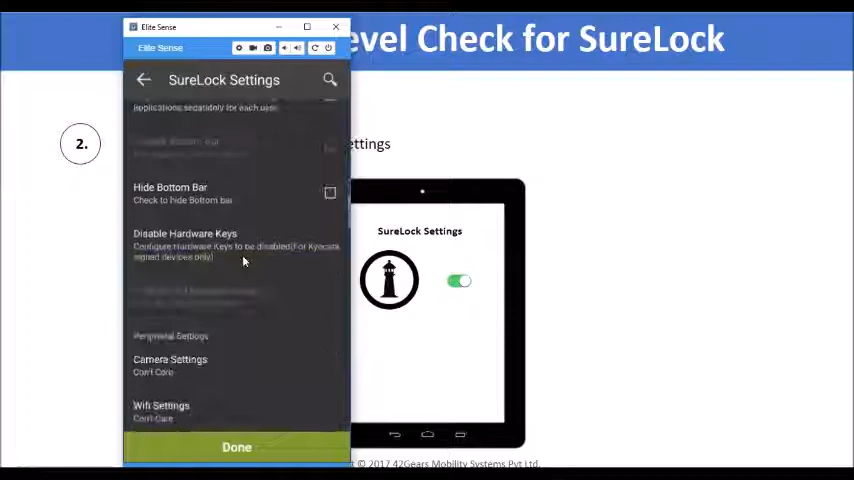 Elite Sense
evel Check for SureLock
Elite Sense
SureLock Settings
applications separately for each user
2.
ettings
Hide Bottom Bar
Check to hide Bottom bar
Disable Hardware Keys
Configure Hardware Keys to be disabled(For Kyocera
signed devices only)
SureLock Settings
Peripheral Settings
Camera Settings
Don't Care
Wifi Settings
Don't Care
Done
t © 2017 42Gears Mobility Systems Pvt Ltd.